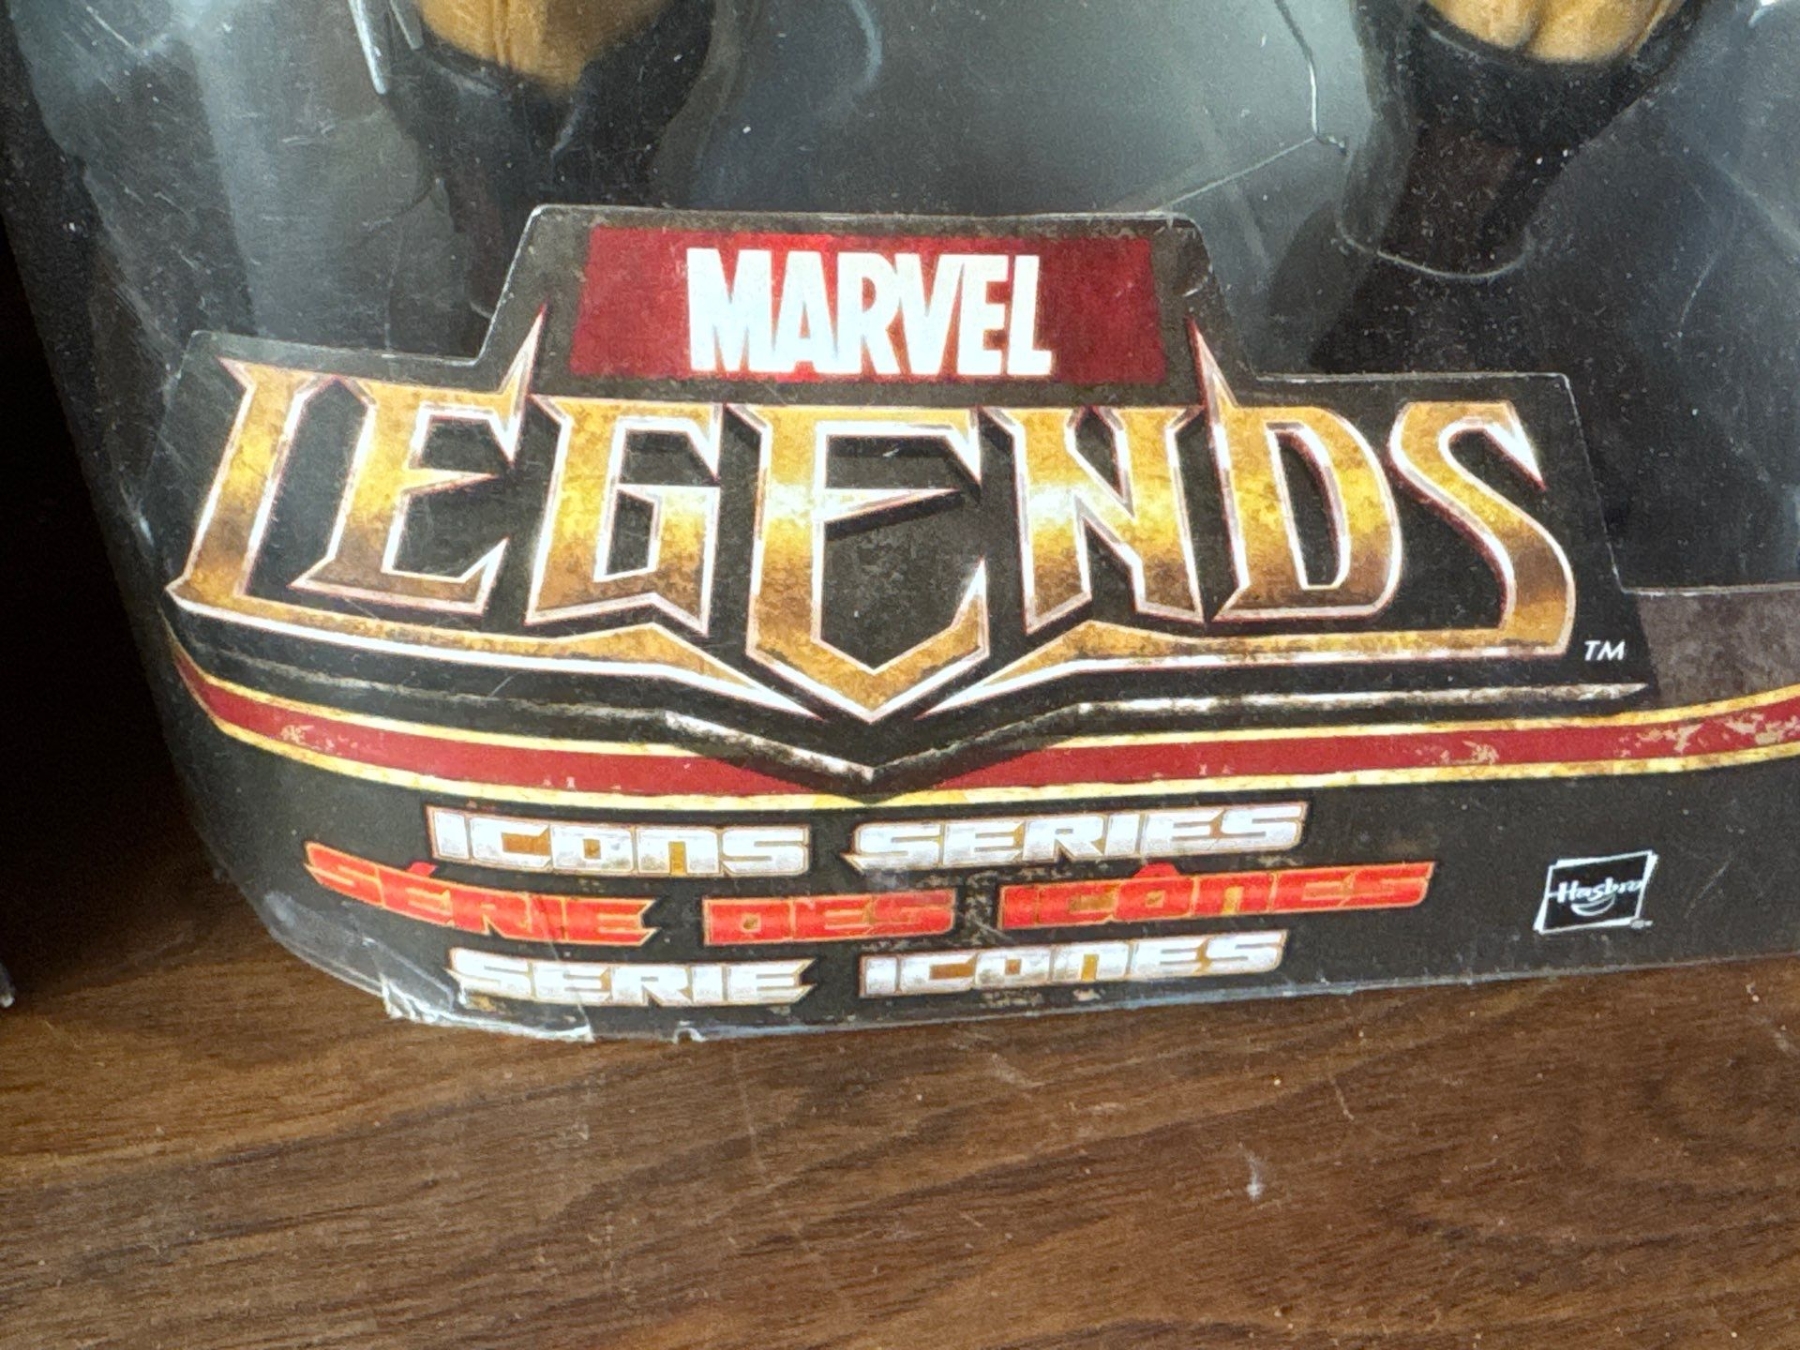 MARVEL
LEGENDS
TM
ICONS SERIES
SÉRIE DES ICÔNES
SERIE ICONES
Hasbro